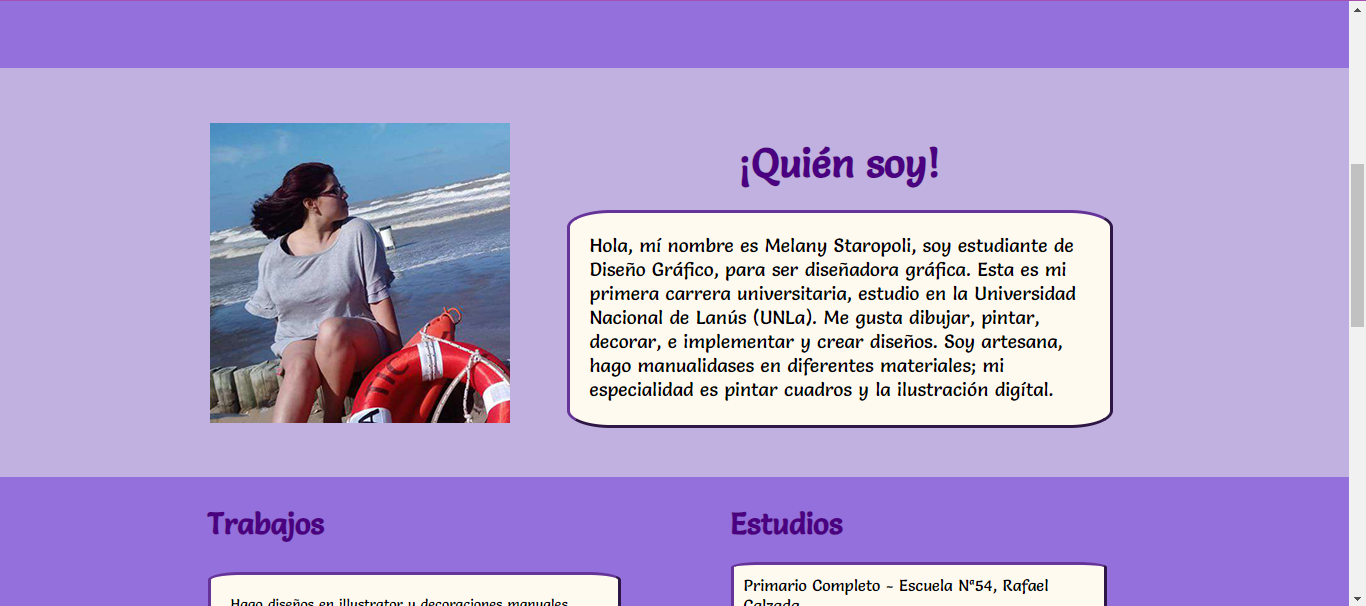 ¡Quién soy!
Hola, mí nombre es Melany Staropoli, soy estudiante de
Diseño Gráfico, para ser diseñadora gráfica. Esta es mi
primera carrera universitaria, estudio en la Universidad
Nacional de Lanús (UNLa). Me gusta dibujar, pintar,
decorar, e implementar y crear diseños. Soy artesana,
hago manualidases en diferentes materiales; mi
especialidad es pintar cuadros y la ilustración digítal.
TIC
A
Trabajos
Estudios
Hago diseños en illustrator y decoraciones manuales
Primario Completo - Escuela N°54, Rafael
Calzada